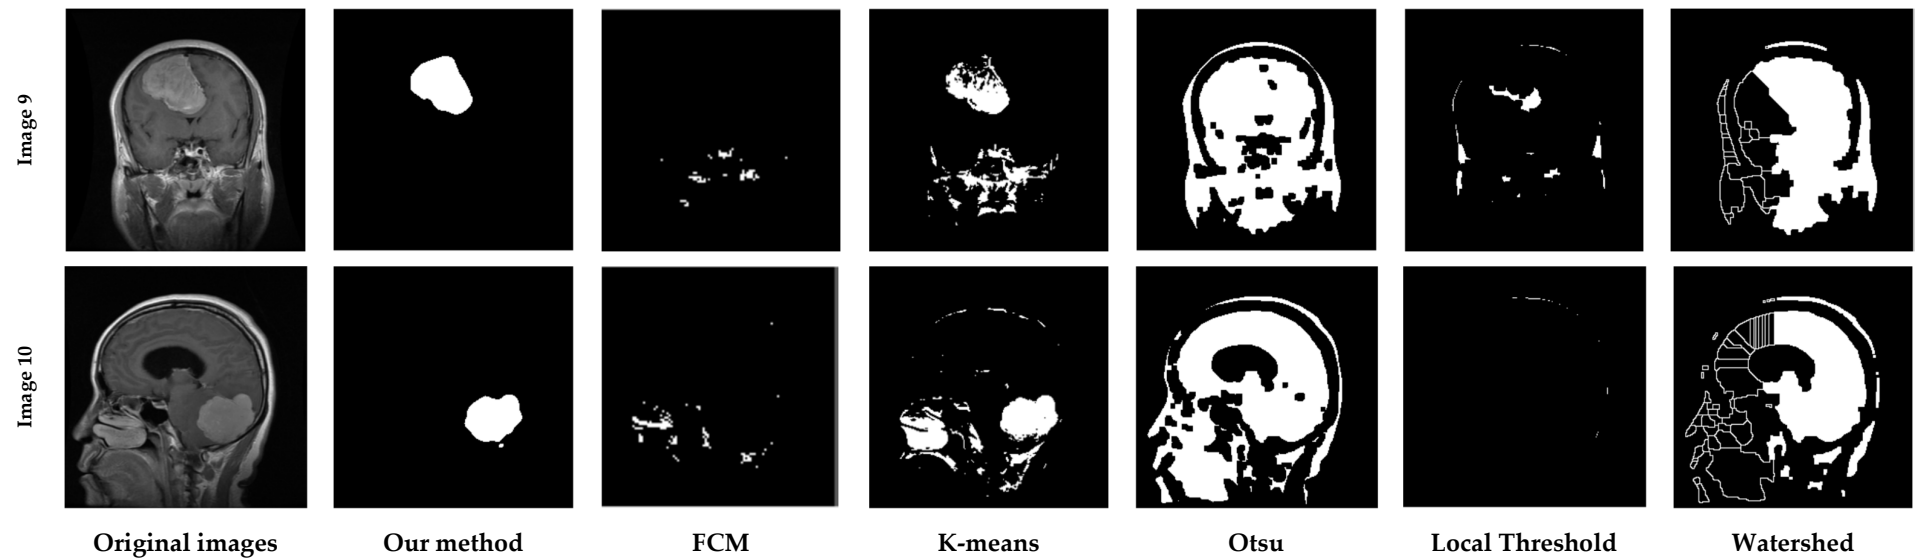 Image 9
Image 10
Original images
Our method
FCM
K-means
Otsu
Local Threshold
Watershed